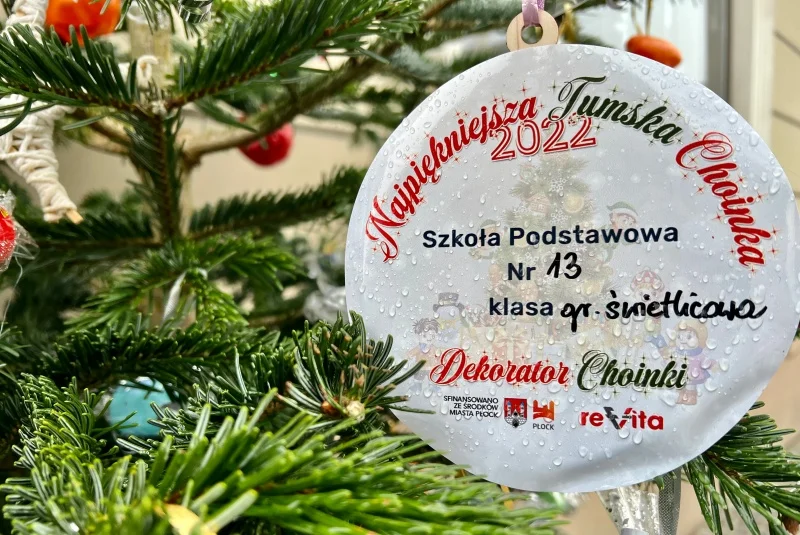 Najpiękniejsza Tumska Choinka
2022
Szkoła Podstawowa
Nr 13
klasa gr. świetlicowa
Dekorator Choinki
SFINANSOWANO
ZE ŚRODKÓW
MIASTA PŁOCK
PŁOCK
reVita